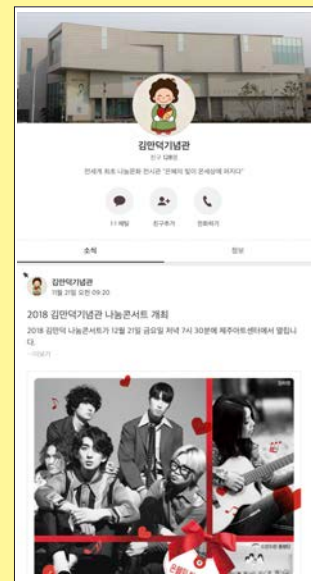 김만덕기념관
친구 128명
전세계 최초 나눔문화 전시관 "은혜의 빛이 온세상에 퍼지다"
1:1 채팅
친구추가
전화하기
소식
정보
김만덕기념관
11월 21일 오전 09:20
2018 김만덕기념관 나눔콘서트 개최
2018 김만덕 나눔콘서트가 12월 21일 금요일 저녁 7시 30분에 제주아트센터에서 열립니
다.
...더보기